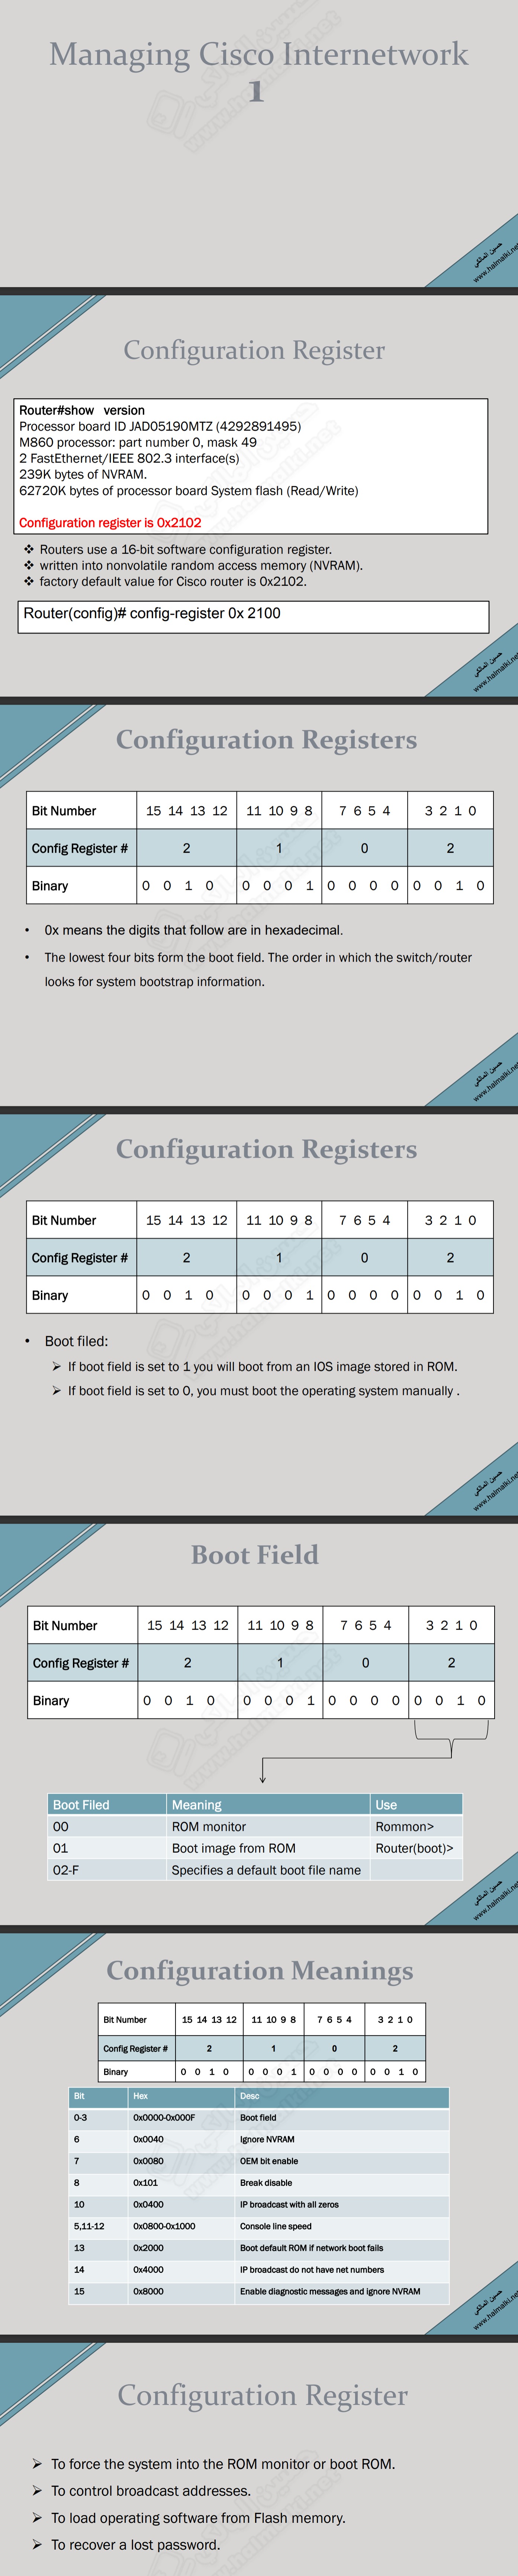 Managing Cisco Internetwork
1
حسين المالكي
www.halmalki.net
Configuration Register
Router#show version
Processor board ID JAD05190MTZ (4292891495)
M860 processor: part number 0, mask 49
2 FastEthernet/IEEE 802.3 interface(s)
239K bytes of NVRAM.
62720K bytes of processor board System flash (Read/Write)
Configuration register is 0x2102
❖ Routers use a 16-bit software configuration register.
❖ written into nonvolatile random access memory (NVRAM).
❖ factory default value for Cisco router is 0x2102.
Router(config)# config-register 0x 2100
حسين المالكي
www.halmalki.net
Configuration Registers
Bit Number 15 14 13 12 11 10 9 8 7 6 5 4 3 2 1 0
Config Register # 2 1 0 2
Binary 0 0 1 0 0 0 0 1 0 0 0 0 0 0 1 0
• 0x means the digits that follow are in hexadecimal.
• The lowest four bits form the boot field. The order in which the switch/router
looks for system bootstrap information.
حسين المالكي
www.halmalki.net
Configuration Registers
Bit Number 15 14 13 12 11 10 9 8 7 6 5 4 3 2 1 0
Config Register # 2 1 0 2
Binary 0 0 1 0 0 0 0 1 0 0 0 0 0 0 1 0
• Boot filed:
➢ If boot field is set to 1 you will boot from an IOS image stored in ROM.
➢ If boot field is set to 0, you must boot the operating system manually .
حسين المالكي
www.halmalki.net
Boot Field
Bit Number 15 14 13 12 11 10 9 8 7 6 5 4 3 2 1 0
Config Register # 2 1 0 2
Binary 0 0 1 0 0 0 0 1 0 0 0 0 0 0 1 0
Boot Filed Meaning Use
00 ROM monitor Rommon>
01 Boot image from ROM Router(boot)>
02-F Specifies a default boot file name
حسين المالكي
www.halmalki.net
Configuration Meanings
Bit Number 15 14 13 12 11 10 9 8 7 6 5 4 3 2 1 0
Config Register # 2 1 0 2
Binary 0 0 1 0 0 0 0 1 0 0 0 0 0 0 1 0
Bit Hex Desc
0-3 0x0000-0x000F Boot field
6 0x0040 Ignore NVRAM
7 0x0080 OEM bit enable
8 0x101 Break disable
10 0x0400 IP broadcast with all zeros
5,11-12 0x0800-0x1000 Console line speed
13 0x2000 Boot default ROM if network boot fails
14 0x4000 IP broadcast do not have net numbers
15 0x8000 Enable diagnostic messages and ignore NVRAM
حسين المالكي
www.halmalki.net
Configuration Register
➢ To force the system into the ROM monitor or boot ROM.
➢ To control broadcast addresses.
➢ To load operating software from Flash memory.
➢ To recover a lost password.